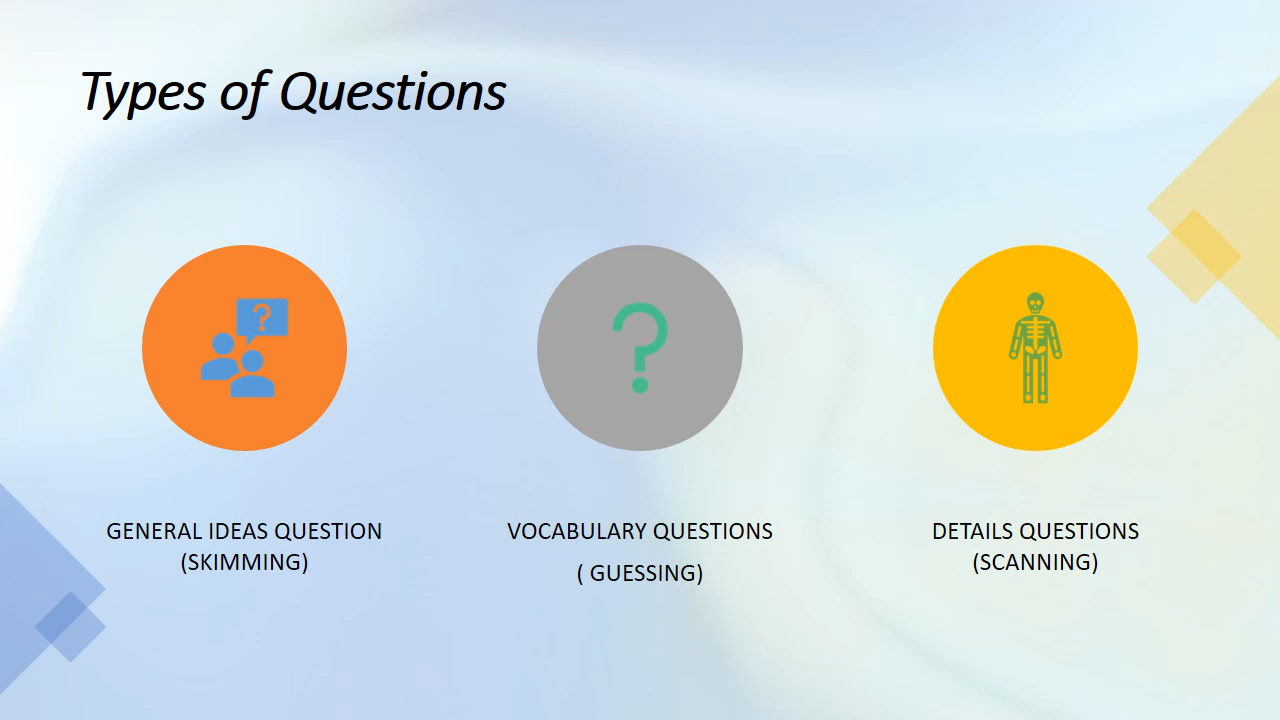 Types of Questions
?
?
GENERAL IDEAS QUESTION
(SKIMMING)
VOCABULARY QUESTIONS
( GUESSING)
DETAILS QUESTIONS
(SCANNING)